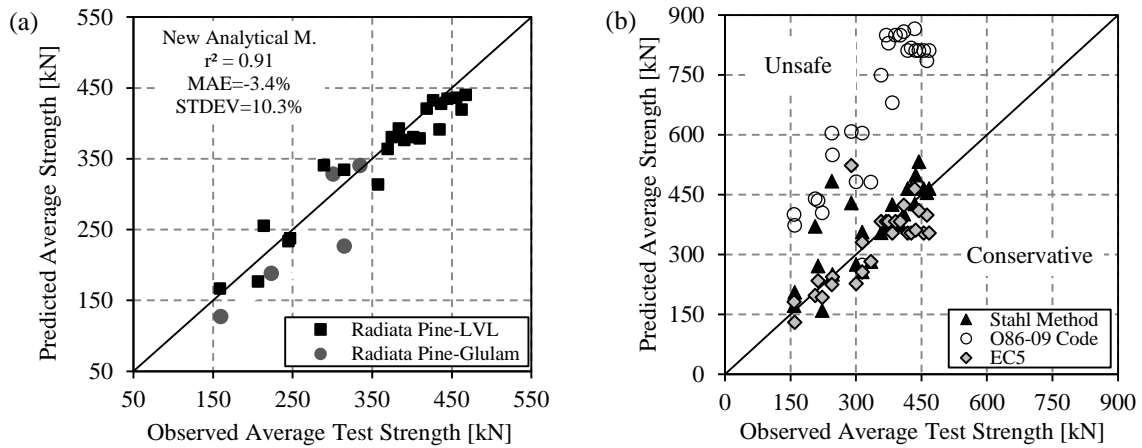 (a)
New Analytical M.
r² = 0.91
MAE=-3.4%
STDEV=10.3%
Predicted Average Strength [kN]
550
450
350
250
150
50
Radiata Pine-LVL
Radiata Pine-Glulam
50 150 250 350 450 550
Observed Average Test Strength [kN]
(b)
Predicted Average Strength [kN]
900
750
600
450
300
150
0
Unsafe
Conservative
Stahl Method
O86-09 Code
EC5
0 150 300 450 600 750 900
Observed Average Test Strength [kN]